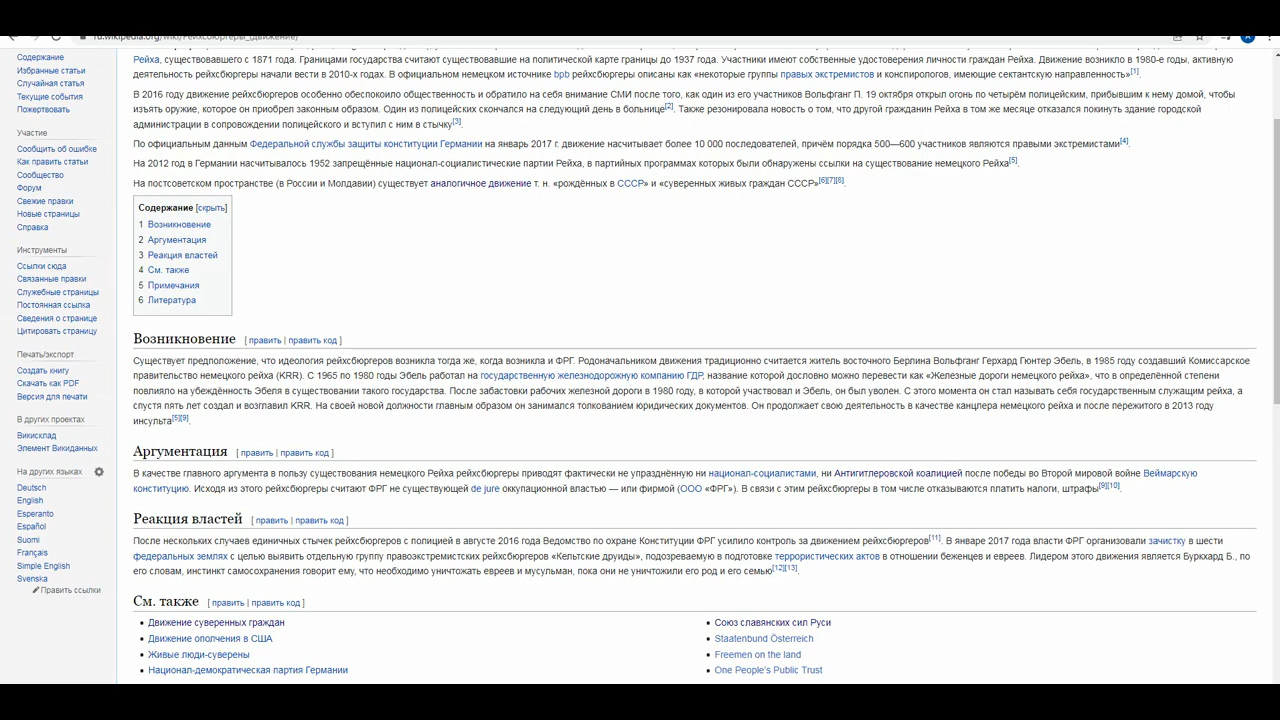 ru.wikipedia.org/wiki/Рейхсбюргеры_(движение)
Содержание
Избранные статьи
Случайная статья
Текущие события
Пожертвовать
Участие
Сообщить об ошибке
Как править статьи
Сообщество
Форум
Свежие правки
Новые страницы
Справка
Инструменты
Ссылки сюда
Связанные правки
Служебные страницы
Постоянная ссылка
Сведения о странице
Цитировать страницу
Печать/экспорт
Создать книгу
Скачать как PDF
Версия для печати
В других проектах
Викисклад
Элемент Викиданных
На других языках
Deutsch
English
Esperanto
Español
Suomi
Français
Simple English
Svenska
Править ссылки
Рейха, существовавшего с 1871 года. Границами государства считают существовавшие на политической карте границы до 1937 года. Участники имеют собственные удостоверения личности граждан Рейха. Движение возникло в 1980-е годы, активную
деятельность рейхсбюргеры начали вести в 2010-х годах. В официальном немецком источнике bpb рейхсбюргеры описаны как «некоторые группы правых экстремистов и конспирологов, имеющие сектантскую направленность»[1].
В 2016 году движение рейхсбюргеров особенно обеспокоило общественность и обратило на себя внимание СМИ после того, как один из его участников Вольфганг П. 19 октября открыл огонь по четырём полицейским, прибывшим к нему домой, чтобы
изъять оружие, которое он приобрел законным образом. Один из полицейских скончался на следующий день в больнице[2]. Также резонировала новость о том, что другой гражданин Рейха в том же месяце отказался покинуть здание городской
администрации в сопровождении полицейского и вступил с ним в стычку[3].
По официальным данным Федеральной службы защиты конституции Германии на январь 2017 г. движение насчитывает более 10 000 последователей, причём порядка 500—600 участников являются правыми экстремистами[4].
На 2012 год в Германии насчитывалось 1952 запрещённые национал-социалистические партии Рейха, в партийных программах которых были обнаружены ссылки на существование немецкого Рейха[5].
На постсоветском пространстве (в России и Молдавии) существует аналогичное движение т. н. «рождённых в СССР» и «суверенных живых граждан СССР»[6][7][8].
Содержание [скрыть]
1 Возникновение
2 Аргументация
3 Реакция властей
4 См. также
5 Примечания
6 Литература
Возникновение [ править | править код ]
Существует предположение, что идеология рейхсбюргеров возникла тогда же, когда возникла и ФРГ. Родоначальником движения традиционно считается житель восточного Берлина Вольфганг Герхард Гюнтер Эбель, в 1985 году создавший Комиссарское
правительство немецкого рейха (KRR). С 1965 по 1980 годы Эбель работал на государственную железнодорожную компанию ГДР, название которой дословно можно перевести как «Железные дороги немецкого рейха», что в определённой степени
повлияло на убеждённость Эбеля в существовании такого государства. После забастовки рабочих железной дороги в 1980 году, в которой участвовал и Эбель, он был уволен. С этого момента он стал называть себя государственным служащим рейха, а
спустя пять лет создал и возглавил KRR. На своей новой должности главным образом он занимался толкованием юридических документов. Он продолжает свою деятельность в качестве канцлера немецкого рейха и после пережитого в 2013 году
инсульта[5][9].
Аргументация [ править | править код ]
В качестве главного аргумента в пользу существования немецкого Рейха рейхсбюргеры приводят фактически не упразднённую ни национал-социалистами, ни Антигитлеровской коалицией после победы во Второй мировой войне Веймарскую
конституцию. Исходя из этого рейхсбюргеры считают ФРГ не существующей de jure оккупационной властью — или фирмой (ООО «ФРГ»). В связи с этим рейхсбюргеры в том числе отказываются платить налоги, штрафы[9][10].
Реакция властей [ править | править код ]
После нескольких случаев единичных стычек рейхсбюргеров с полицией в августе 2016 года Ведомство по охране Конституции ФРГ усилило контроль за движением рейхсбюргеров[11]. В январе 2017 года власти ФРГ организовали зачистку в шести
федеральных землях с целью выявить отдельную группу правоэкстремистских рейхсбюргеров «Кельтские друиды», подозреваемую в подготовке террористических актов в отношении беженцев и евреев. Лидером этого движения является Буркхард Б., по
его словам, инстинкт самосохранения говорит ему, что необходимо уничтожать евреев и мусульман, пока они не уничтожили его род и его семью[12][13].
См. также [ править | править код ]
Движение суверенных граждан
Движение ополчения в США
Живые люди-суверены
Национал-демократическая партия Германии
Союз славянских сил Руси
Staatenbund Österreich
Freemen on the land
One People's Public Trust